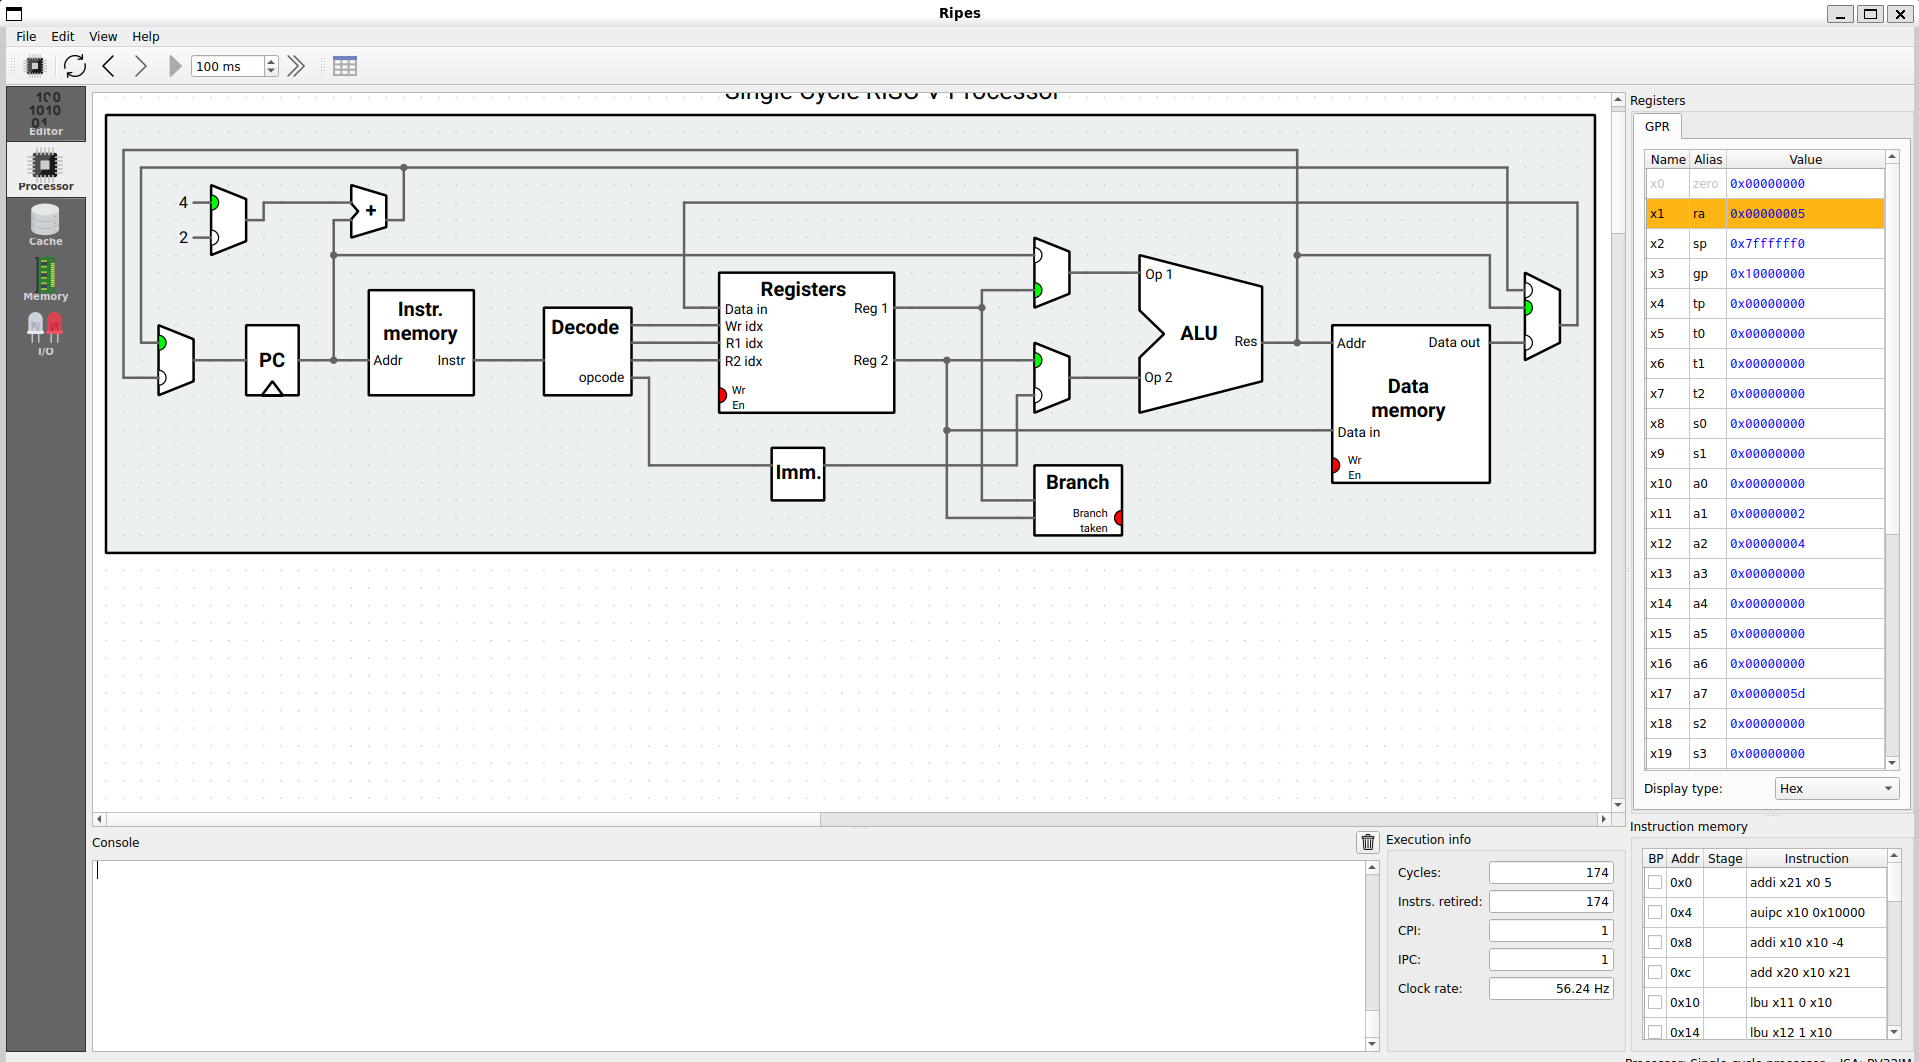 Ripes
File Edit View Help
100 ms
Editor
Processor
Cache
Memory
I/O
Single Cycle RISC-V Processor
4
2
+
PC
Instr. memory
Addr
Instr
Decode
opcode
Registers
Data in
Wr idx
R1 idx
R2 idx
Wr En
Reg 1
Reg 2
Imm.
Op 1
Op 2
ALU
Res
Branch
Branch taken
Addr
Data out
Data memory
Data in
Wr En
Registers
GPR
Name Alias Value
x0 zero 0x00000000
x1 ra 0x00000005
x2 sp 0x7ffffff0
x3 gp 0x10000000
x4 tp 0x00000000
x5 t0 0x00000000
x6 t1 0x00000000
x7 t2 0x00000000
x8 s0 0x00000000
x9 s1 0x00000000
x10 a0 0x00000000
x11 a1 0x00000002
x12 a2 0x00000004
x13 a3 0x00000000
x14 a4 0x00000000
x15 a5 0x00000000
x16 a6 0x00000000
x17 a7 0x0000005d
x18 s2 0x00000000
x19 s3 0x00000000
Display type: Hex
Console
Execution info
Cycles: 174
Instrs. retired: 174
CPI: 1
IPC: 1
Clock rate: 56.24 Hz
Instruction memory
BP Addr Stage Instruction
0x0 addi x21 x0 5
0x4 auipc x10 0x10000
0x8 addi x10 x10 -4
0xc add x20 x10 x21
0x10 lbu x11 0 x10
0x14 lbu x12 1 x10